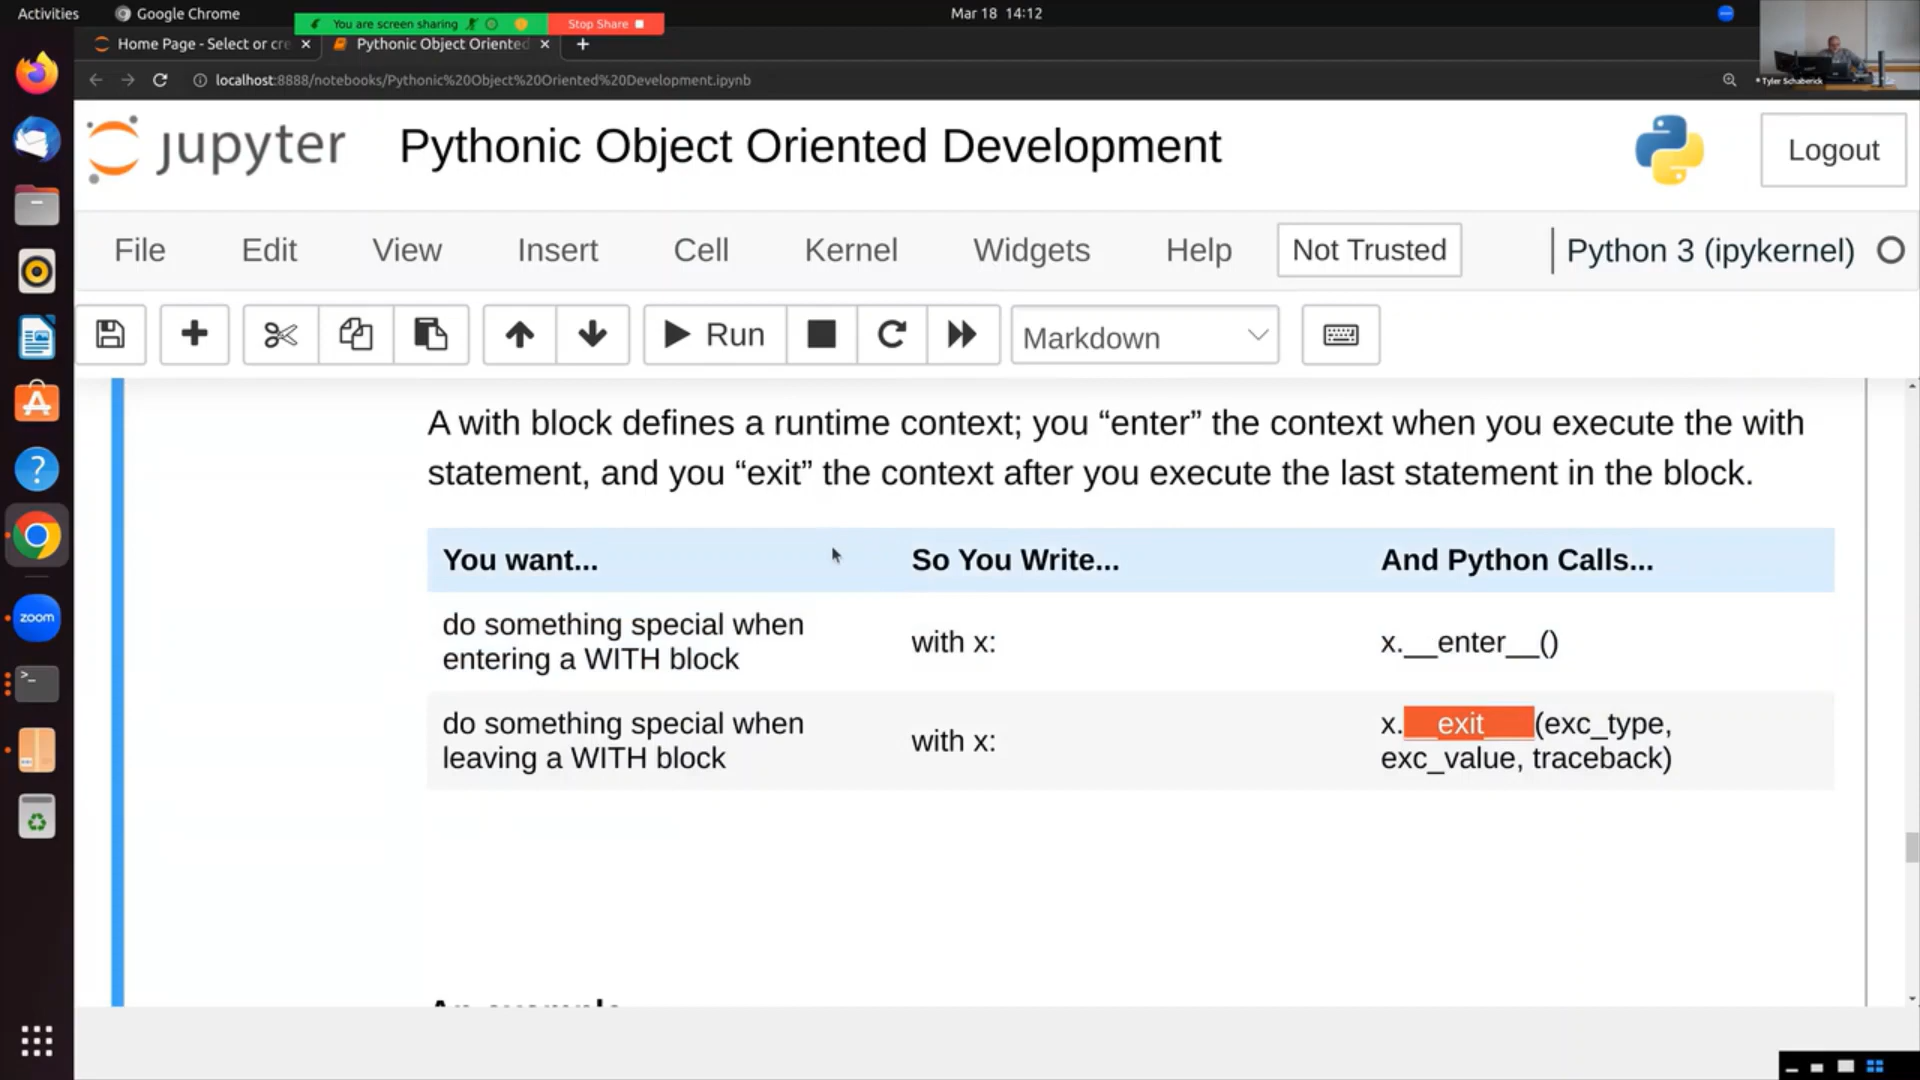 Activities
Google Chrome
Mar 18 14:12
You are screen sharing
Stop Share
Home Page - Select or cre
Pythonic Object Oriented
localhost:8888/notebooks/Pythonic%20Object%20Oriented%20Development.ipynb
Tyler Schaberick
jupyter
Pythonic Object Oriented Development
Logout
File
Edit
View
Insert
Cell
Kernel
Widgets
Help
Not Trusted
Python 3 (ipykernel)
Run
Markdown
A with block defines a runtime context; you “enter” the context when you execute the with
statement, and you “exit” the context after you execute the last statement in the block.
You want...
So You Write...
And Python Calls...
do something special when
entering a WITH block
with x:
x.__enter__()
do something special when
leaving a WITH block
with x:
x.__exit__(exc_type,
exc_value, traceback)
zoom
An example